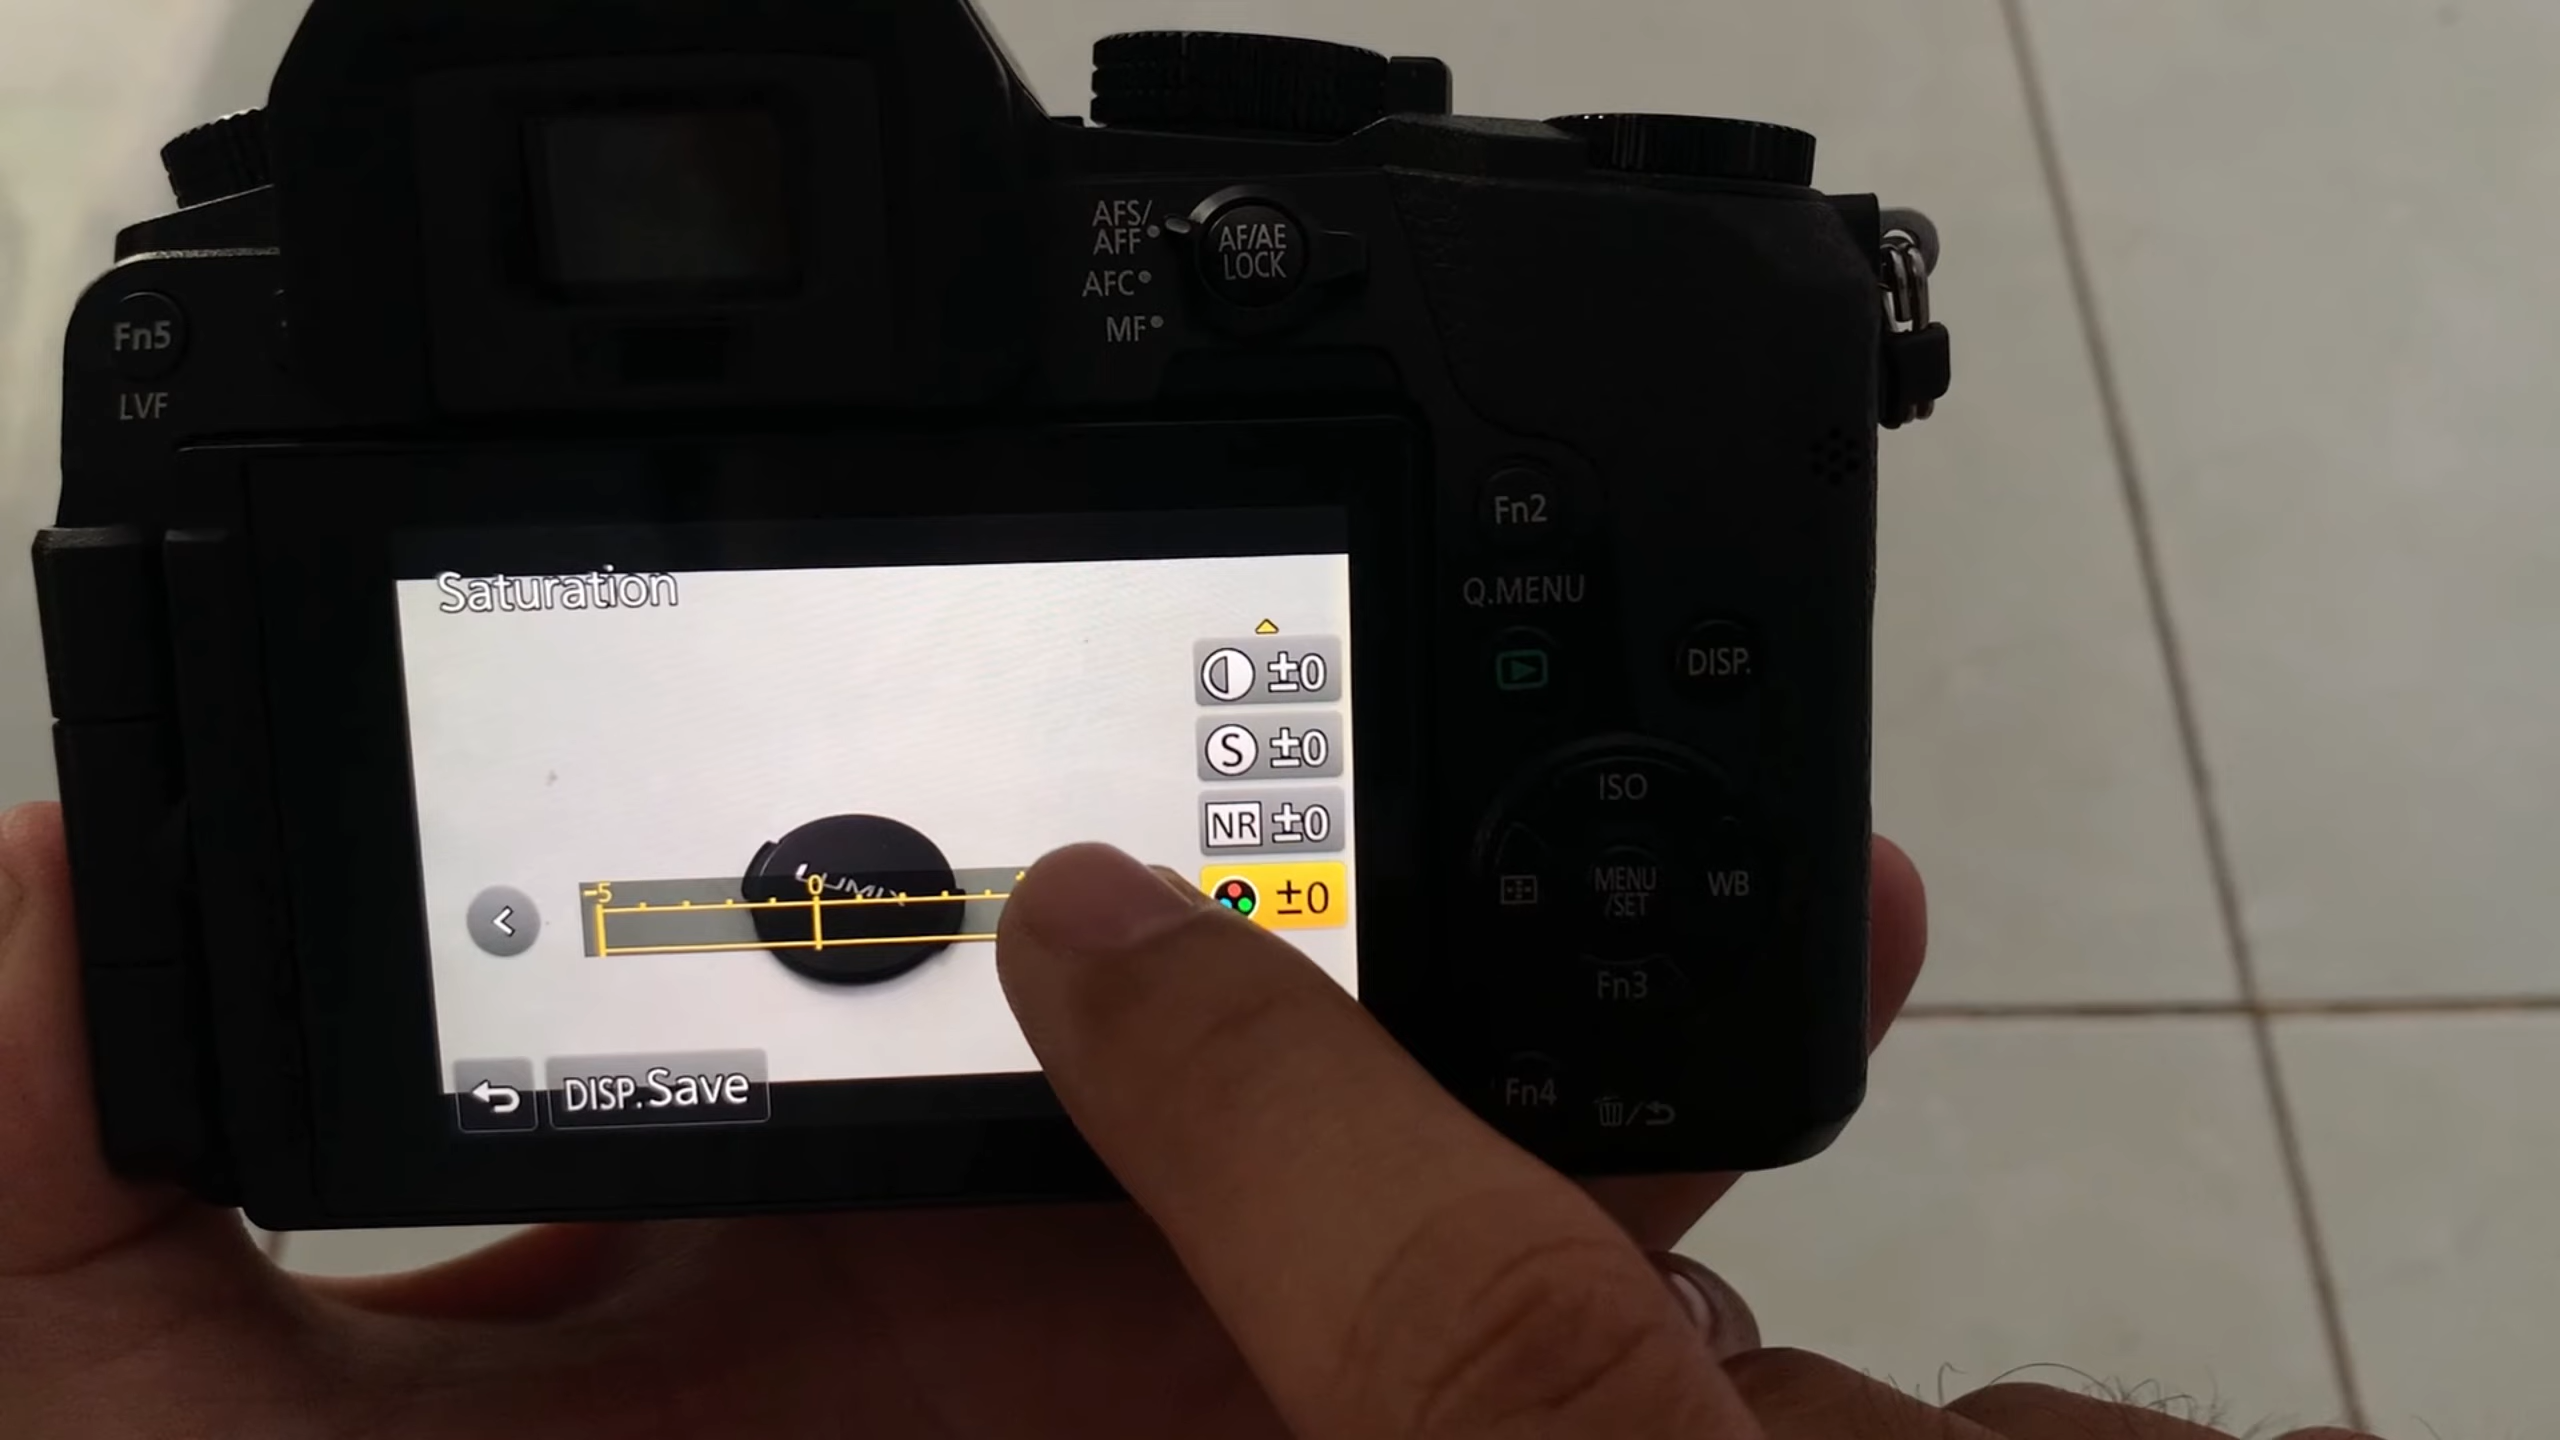 AFS/
AFF
AF/AE
LOCK
AFC
MF
Fn5
LVF
Fn2
Q.MENU
DISP.
Saturation
±0
S ±0
NR ±0
±0
-5
0
LUMIX
ISO
MENU
/SET
WB
Fn3
Fn4
DISP.Save